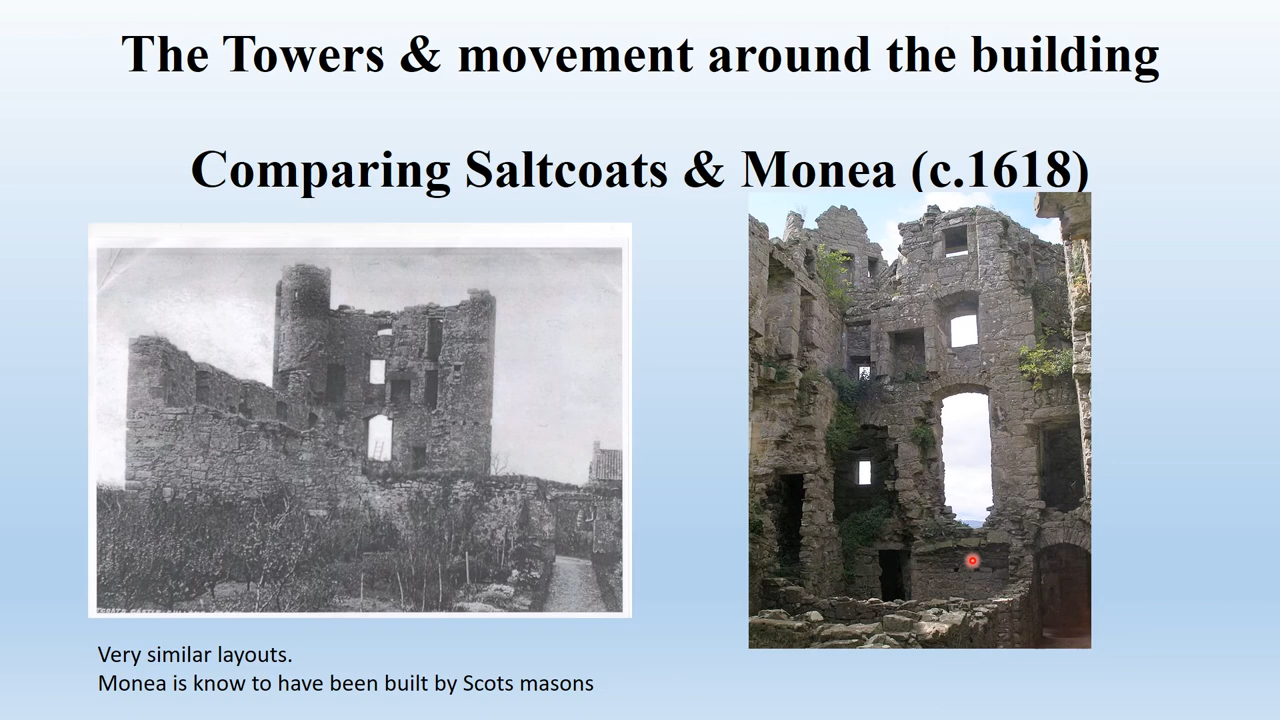 The Towers & movement around the building
Comparing Saltcoats & Monea (c.1618)
Very similar layouts.
Monea is know to have been built by Scots masons